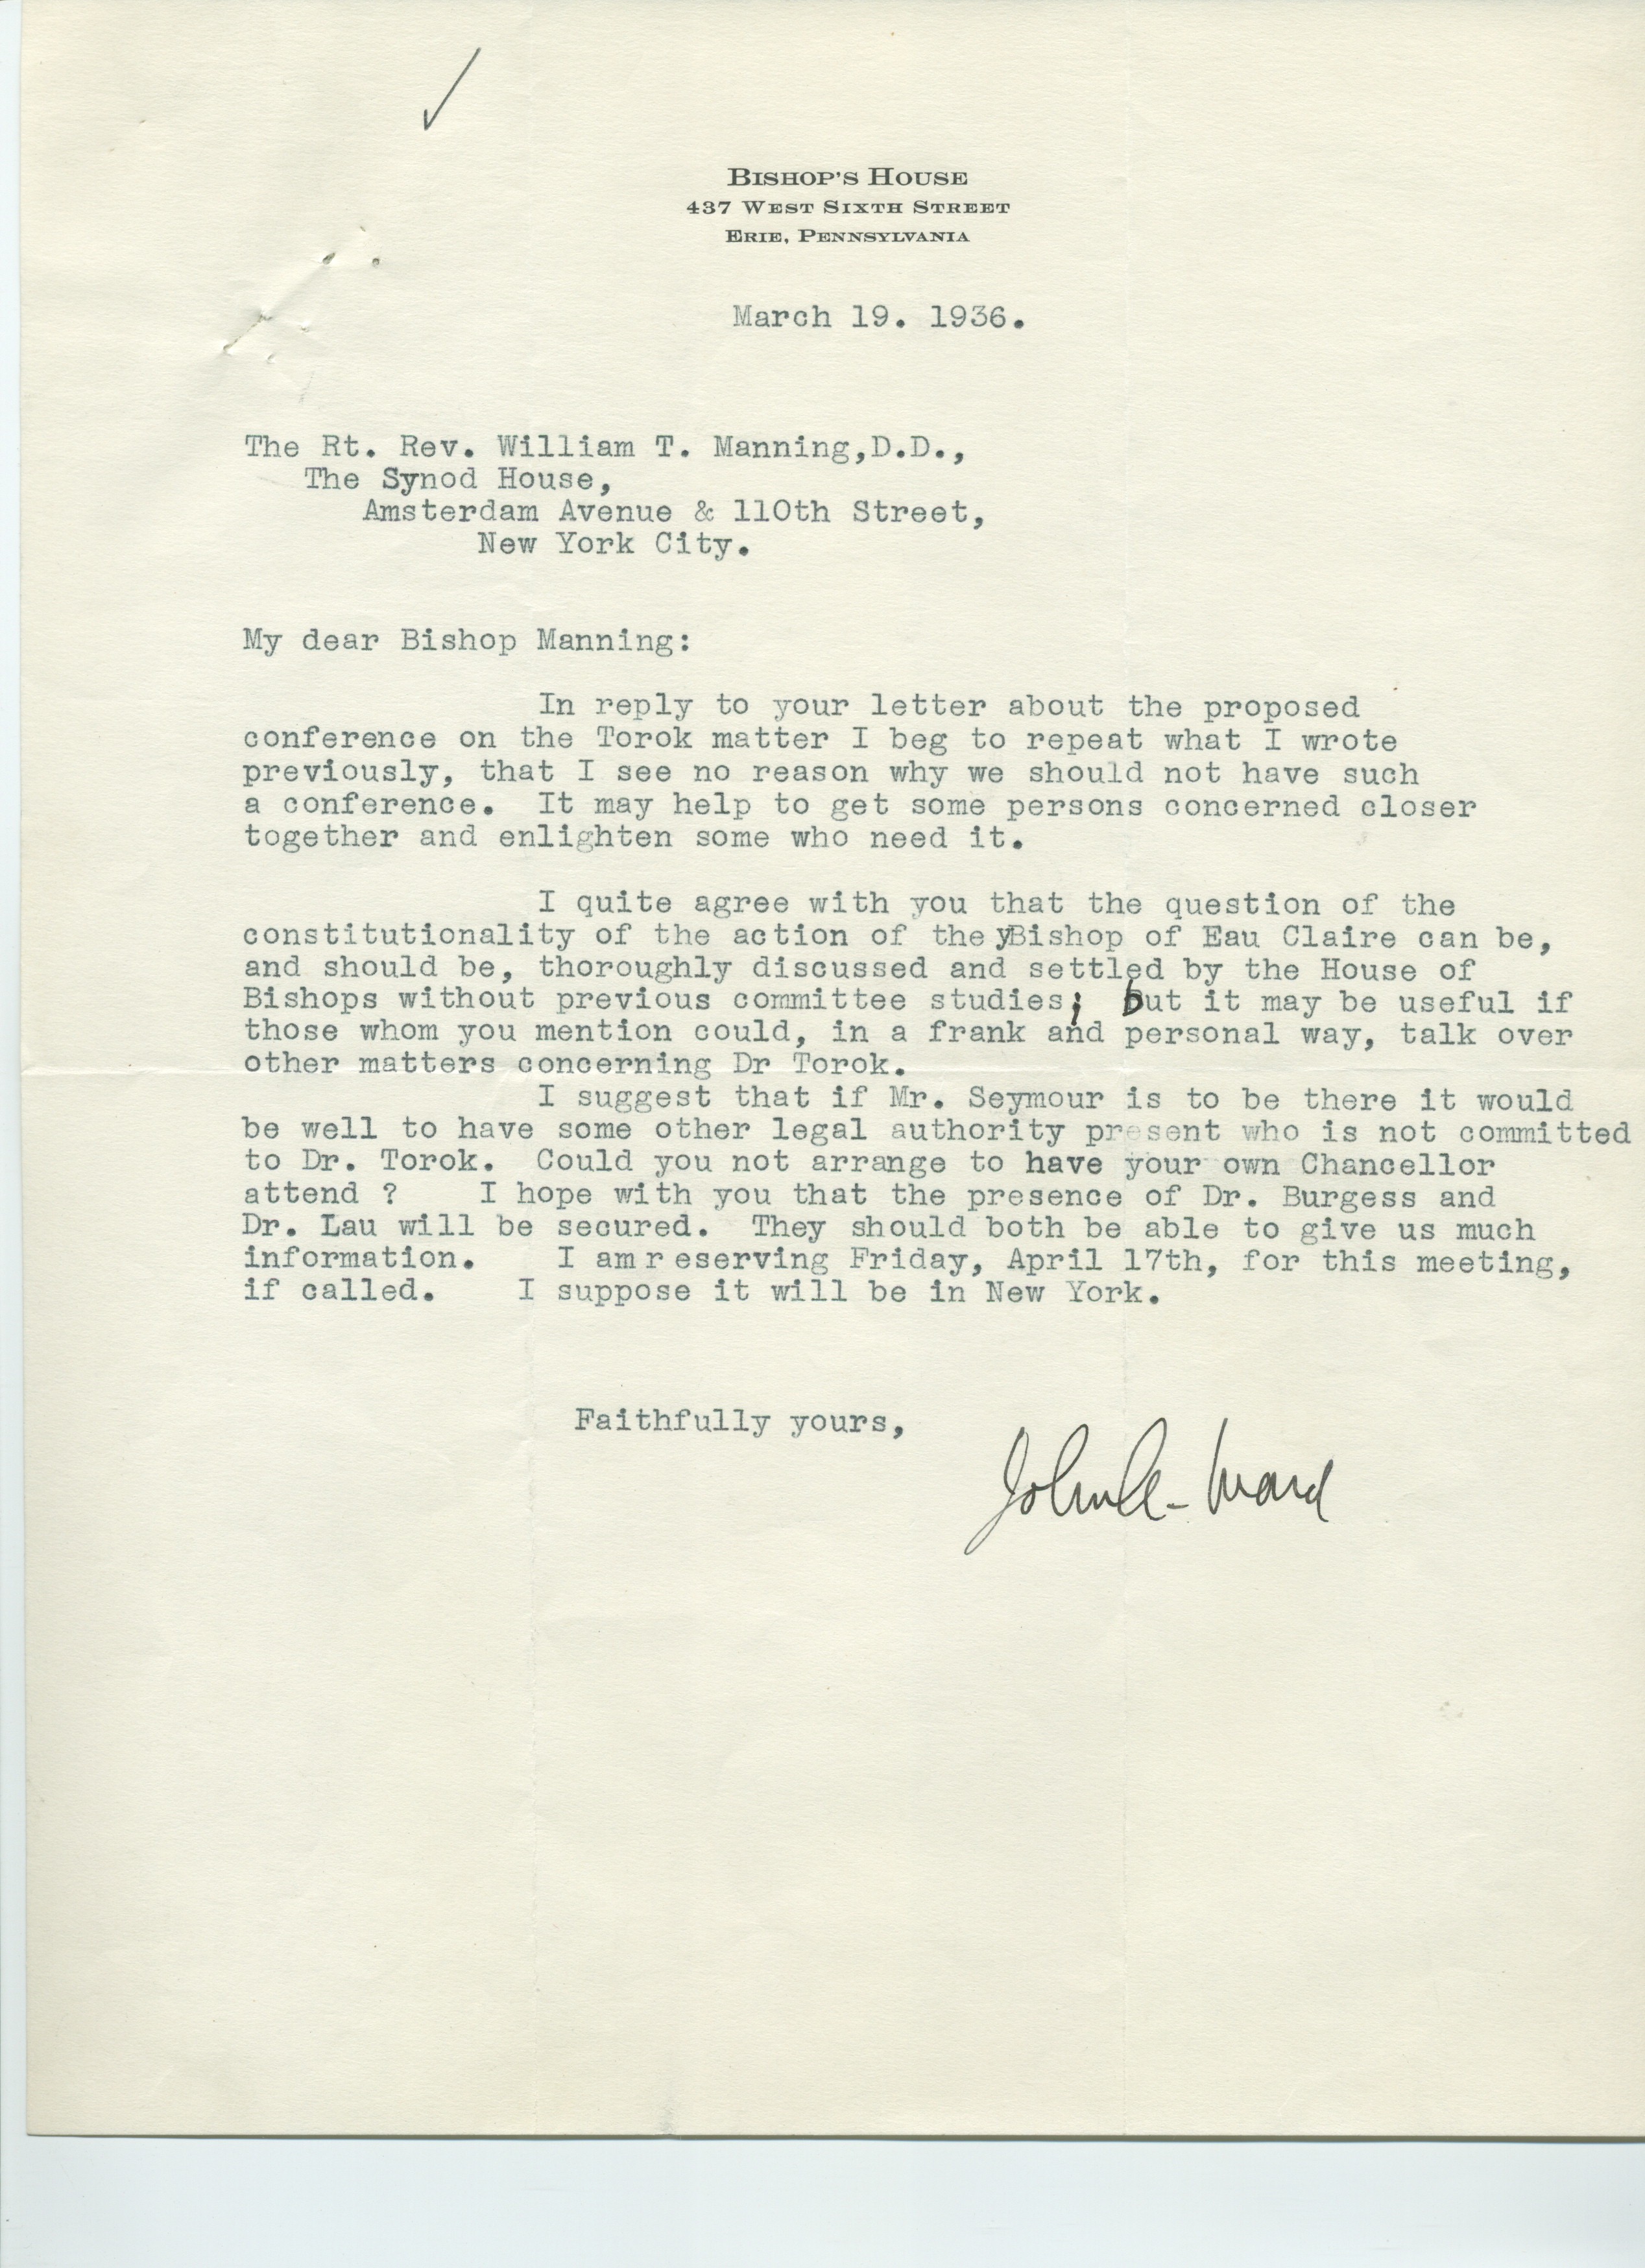 BISHOP'S HOUSE
437 WEST SIXTH STREET
ERIE, PENNSYLVANIA
March 19. 1936.
The Rt. Rev. William T. Manning,D.D.,
The Synod House,
Amsterdam Avenue & 110th Street,
New York City.
My dear Bishop Manning:
In reply to your letter about the proposed
conference on the Torok matter I beg to repeat what I wrote
previously, that I see no reason why we should not have such
a conference. It may help to get some persons concerned closer
together and enlighten some who need it.
I quite agree with you that the question of the
constitutionality of the action of theyBishop of Eau Claire can be,
and should be, thoroughly discussed and settled by the House of
Bishops without previous committee studies; but it may be useful if
those whom you mention could, in a frank and personal way, talk over
other matters concerning Dr Torok.
I suggest that if Mr. Seymour is to be there it would
be well to have some other legal authority present who is not committed
to Dr. Torok. Could you not arrange to have your own Chancellor
attend ? I hope with you that the presence of Dr. Burgess and
Dr. Lau will be secured. They should both be able to give us much
information. I am r eserving Friday, April 17th, for this meeting,
if called. I suppose it will be in New York.
Faithfully yours,
John C. Ward